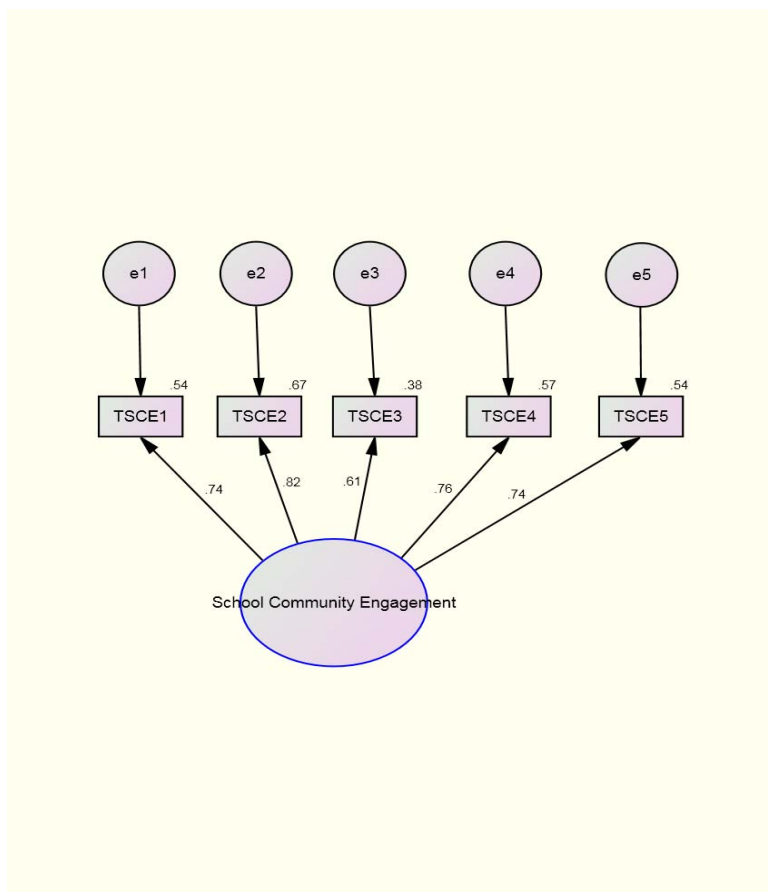 e1
e2
e3
e4
e5
.54
.67
.38
.57
.54
TSCE1
TSCE2
TSCE3
TSCE4
TSCE5
.74
.82
.61
.76
.74
School Community Engagement